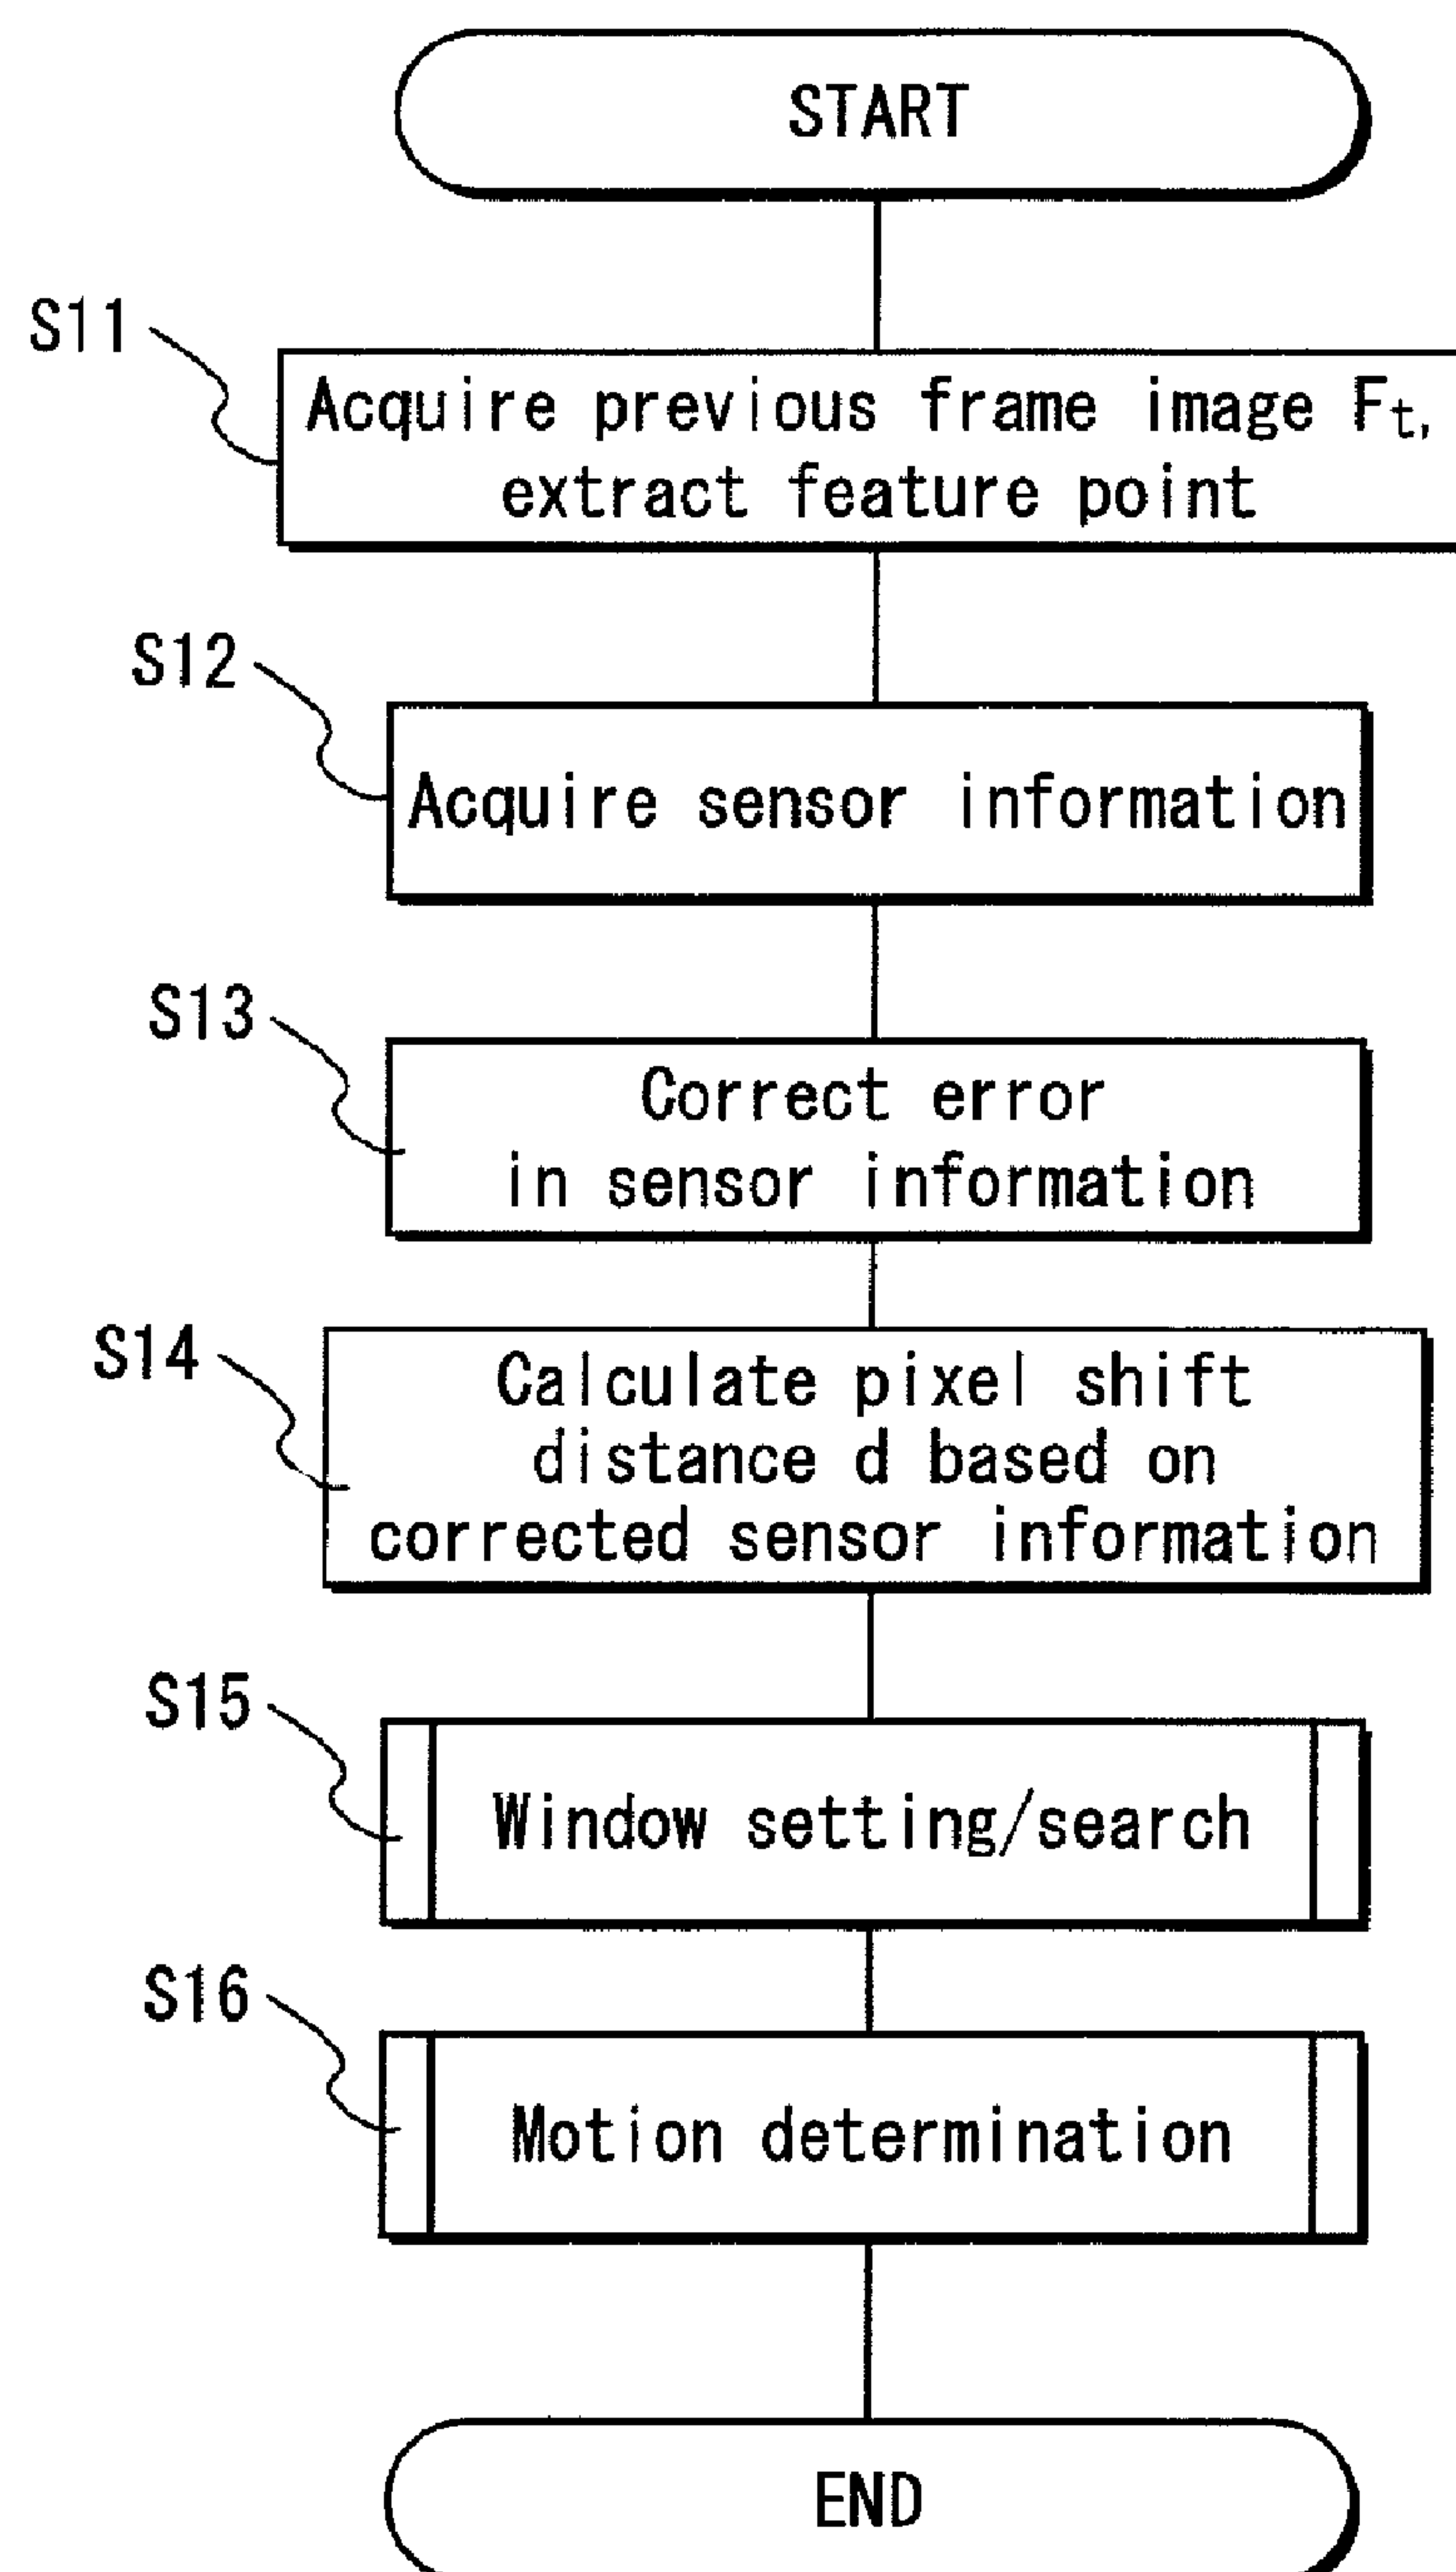 START
S11
Acquire previous frame image Ft,
extract feature point
S12
Acquire sensor information
S13
Correct error
in sensor information
S14
Calculate pixel shift
distance d based on
corrected sensor information
S15
Window setting/search
S16
Motion determination
END